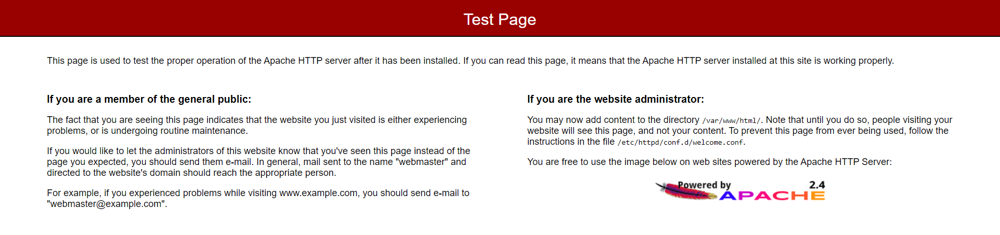 Test Page
This page is used to test the proper operation of the Apache HTTP server after it has been installed. If you can read this page, it means that the Apache HTTP server installed at this site is working properly.
If you are a member of the general public:
The fact that you are seeing this page indicates that the website you just visited is either experiencing
problems, or is undergoing routine maintenance.
If you would like to let the administrators of this website know that you've seen this page instead of the
page you expected, you should send them e-mail. In general, mail sent to the name "webmaster" and
directed to the website's domain should reach the appropriate person.
For example, if you experienced problems while visiting www.example.com, you should send e-mail to
"webmaster@example.com".
If you are the website administrator:
You may now add content to the directory /var/www/html/. Note that until you do so, people visiting your
website will see this page, and not your content. To prevent this page from ever being used, follow the
instructions in the file /etc/httpd/conf.d/welcome.conf.
You are free to use the image below on web sites powered by the Apache HTTP Server:
Powered by 2.4
APACHE